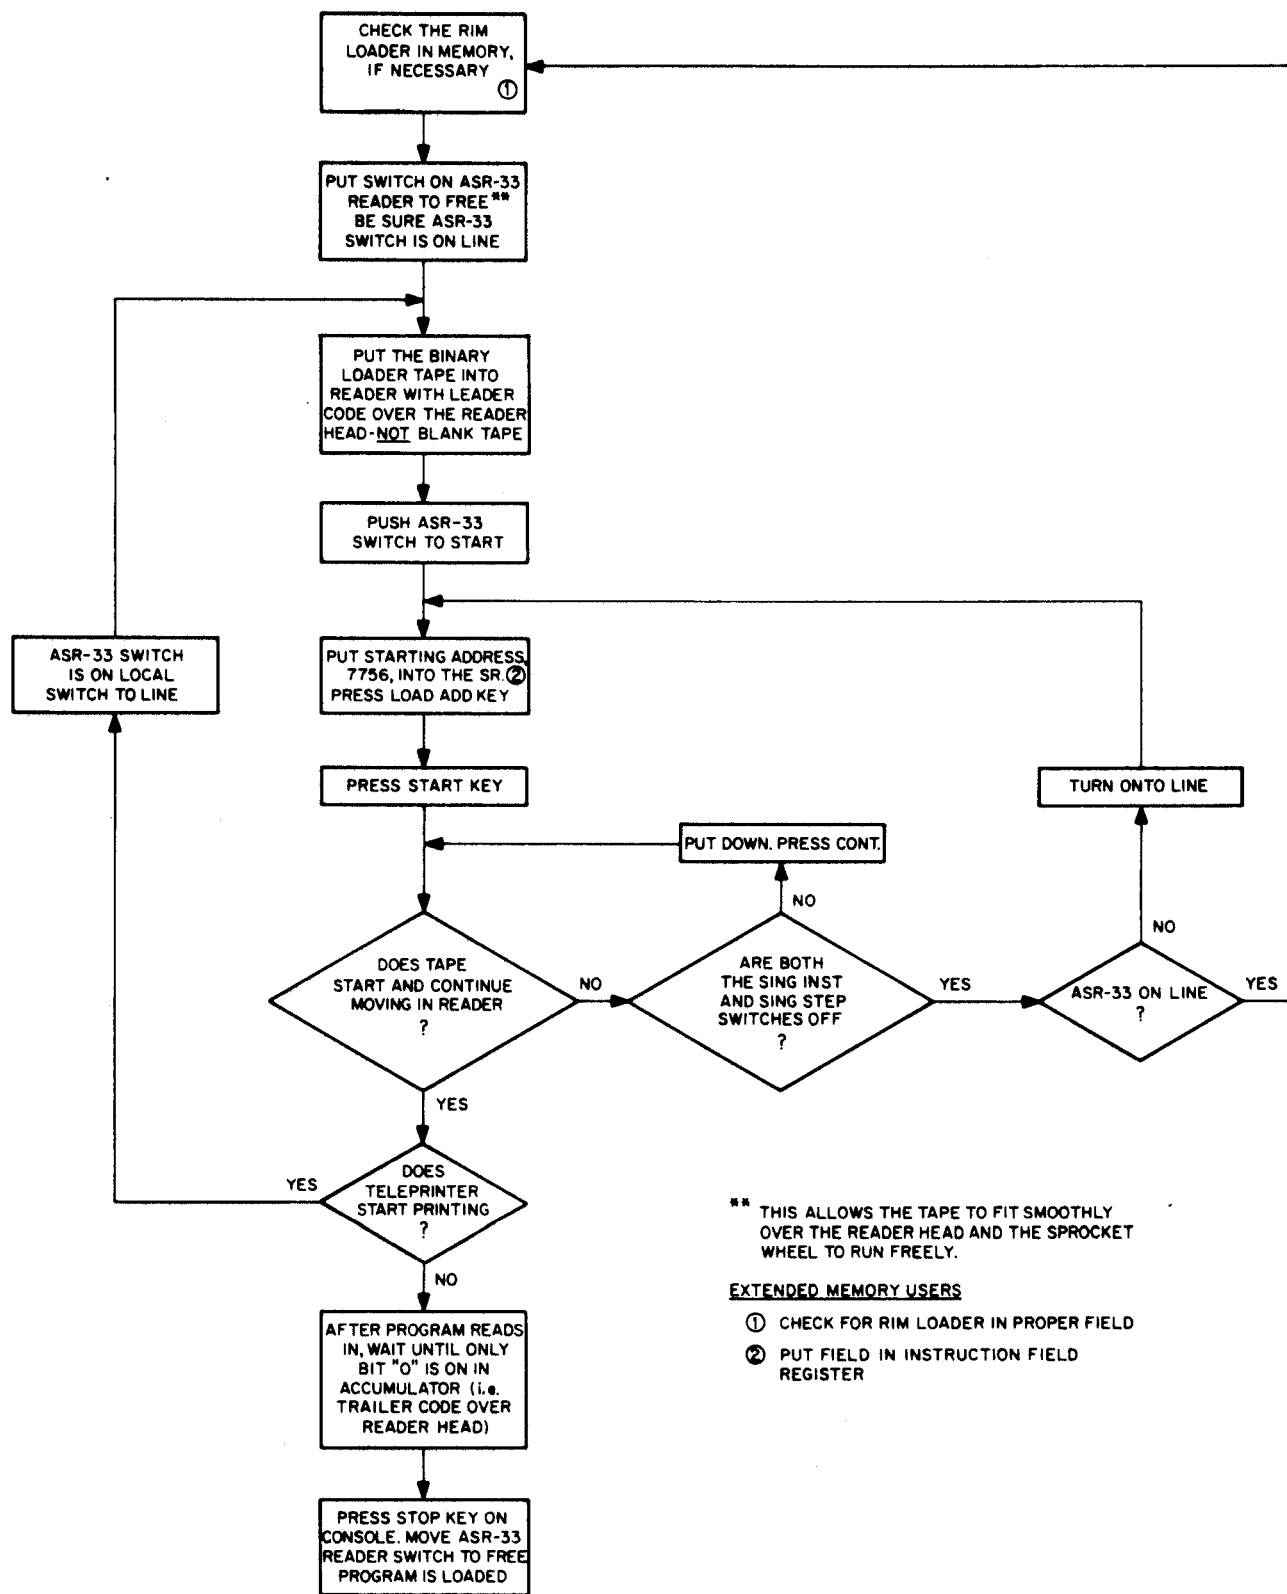 CHECK THE RIM
LOADER IN MEMORY,
IF NECESSARY
①
PUT SWITCH ON ASR-33
READER TO FREE**
BE SURE ASR-33
SWITCH IS ON LINE
PUT THE BINARY
LOADER TAPE INTO
READER WITH LEADER
CODE OVER THE READER
HEAD-NOT BLANK TAPE
PUSH ASR-33
SWITCH TO START
ASR-33 SWITCH
IS ON LOCAL
SWITCH TO LINE
PUT STARTING ADDRESS,
7756, INTO THE SR.②
PRESS LOAD ADD KEY
PRESS START KEY
TURN ONTO LINE
PUT DOWN. PRESS CONT.
NO
NO
DOES TAPE
START AND CONTINUE
MOVING IN READER
?
NO
ARE BOTH
THE SING INST
AND SING STEP
SWITCHES OFF
?
YES
ASR-33 ON LINE
?
YES
YES
YES
DOES
TELEPRINTER
START PRINTING
?
NO
** THIS ALLOWS THE TAPE TO FIT SMOOTHLY
OVER THE READER HEAD AND THE SPROCKET
WHEEL TO RUN FREELY.
EXTENDED MEMORY USERS
① CHECK FOR RIM LOADER IN PROPER FIELD
② PUT FIELD IN INSTRUCTION FIELD
REGISTER
AFTER PROGRAM READS
IN, WAIT UNTIL ONLY
BIT "0" IS ON IN
ACCUMULATOR (i.e.
TRAILER CODE OVER
READER HEAD)
PRESS STOP KEY ON
CONSOLE. MOVE ASR-33
READER SWITCH TO FREE
PROGRAM IS LOADED